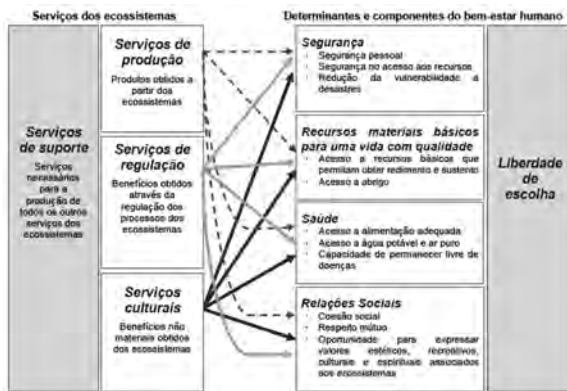 Serviços dos ecossistemas
Determinantes e componentes do bem-estar humano
Serviços
de suporte
Serviços
necessários
para a
produção de
todos os outros
serviços dos
ecossistemas
Serviços de
produção
Produtos obtidos a
partir dos
ecossistemas
Serviços de
regulação
Benefícios obtidos
através da
regulação dos
processos dos
ecossistemas
Serviços
culturais
Benefícios não
materiais obtidos
dos ecossistemas
Segurança
· Segurança pessoal
· Segurança no acesso aos recursos
· Redução da vulnerabilidade a
desastres
Recursos materiais básicos
para uma vida com qualidade
· Acesso a recursos básicos que
permitam obter redimento e sustento
· Acesso a abrigo
Saúde
· Acesso a alimentação adequada
· Acesso a água potável e ar puro
· Capacidade de permanecer livre de
doenças
Relações Sociais
· Coesão social
· Respeito mútuo
· Oportunidade para expressar
valores estéticos, recreativos,
culturais e espirituais associados
aos ecossistemas
Liberdade
de
escolha